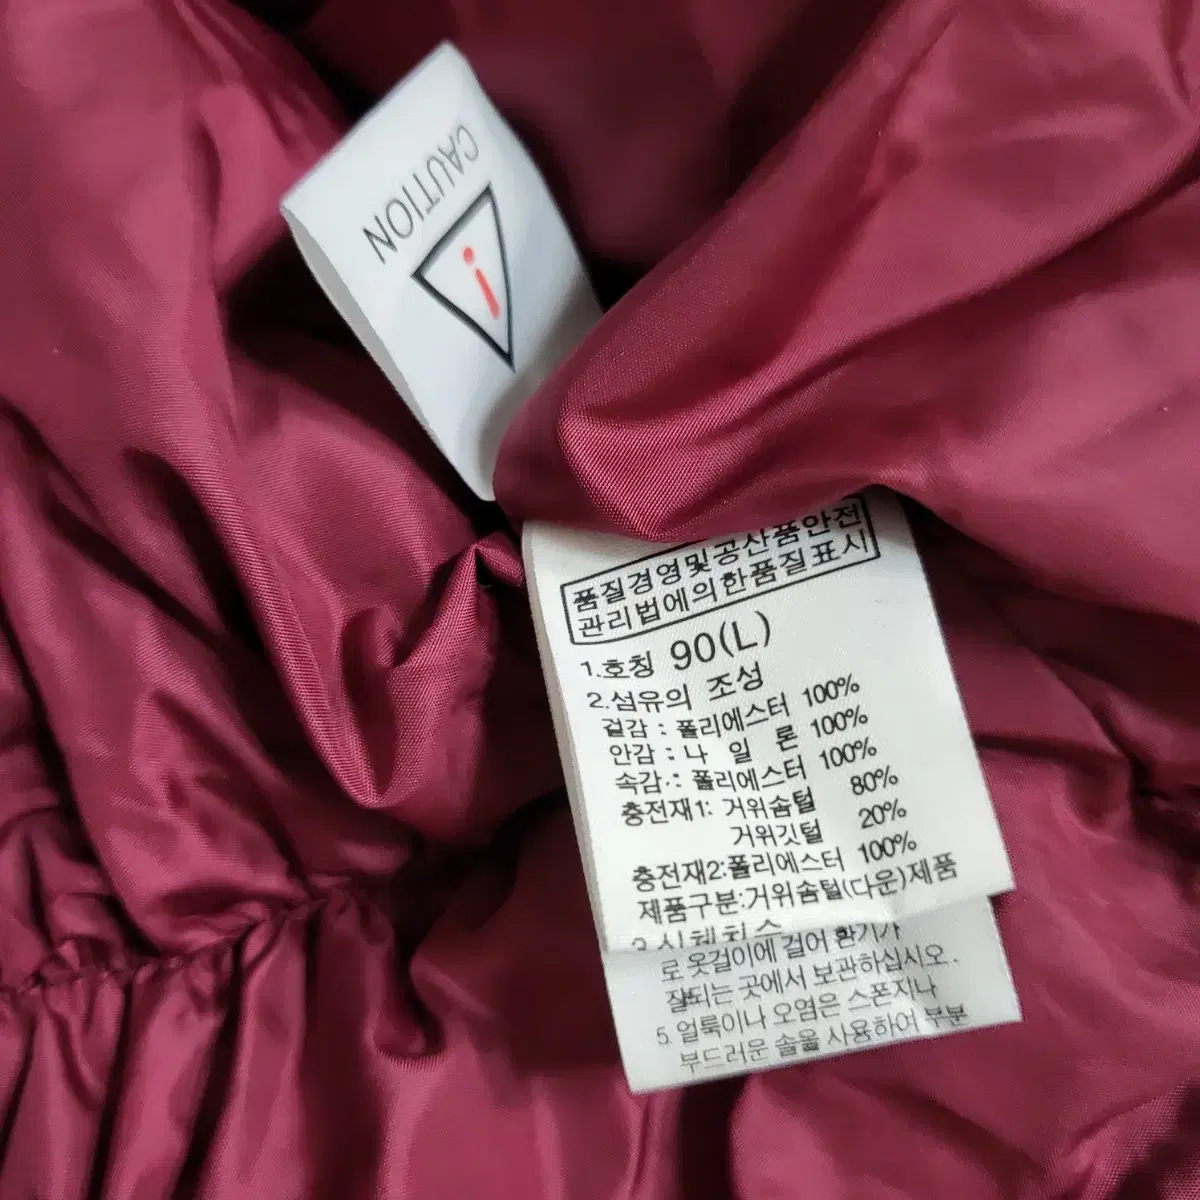 CAUTION
품질경영및공산품안전
관리법에의한품질표시
1.호칭 90(L)
2.섬유의 조성
겉감 : 폴리에스터 100%
안감 : 나 일 론 100%
속감 : 폴리에스터 100%
충전재1: 거위솜털 80%
거위깃털 20%
충전재2:폴리에스터 100%
제품구분:거위솜털(다운)제품
3.신체치스
로 옷걸이에 걸어 환기가
잘되는 곳에서 보관하십시오.
5. 얼룩이나 오염은 스폰지나
부드러운 솔을 사용하여 부분